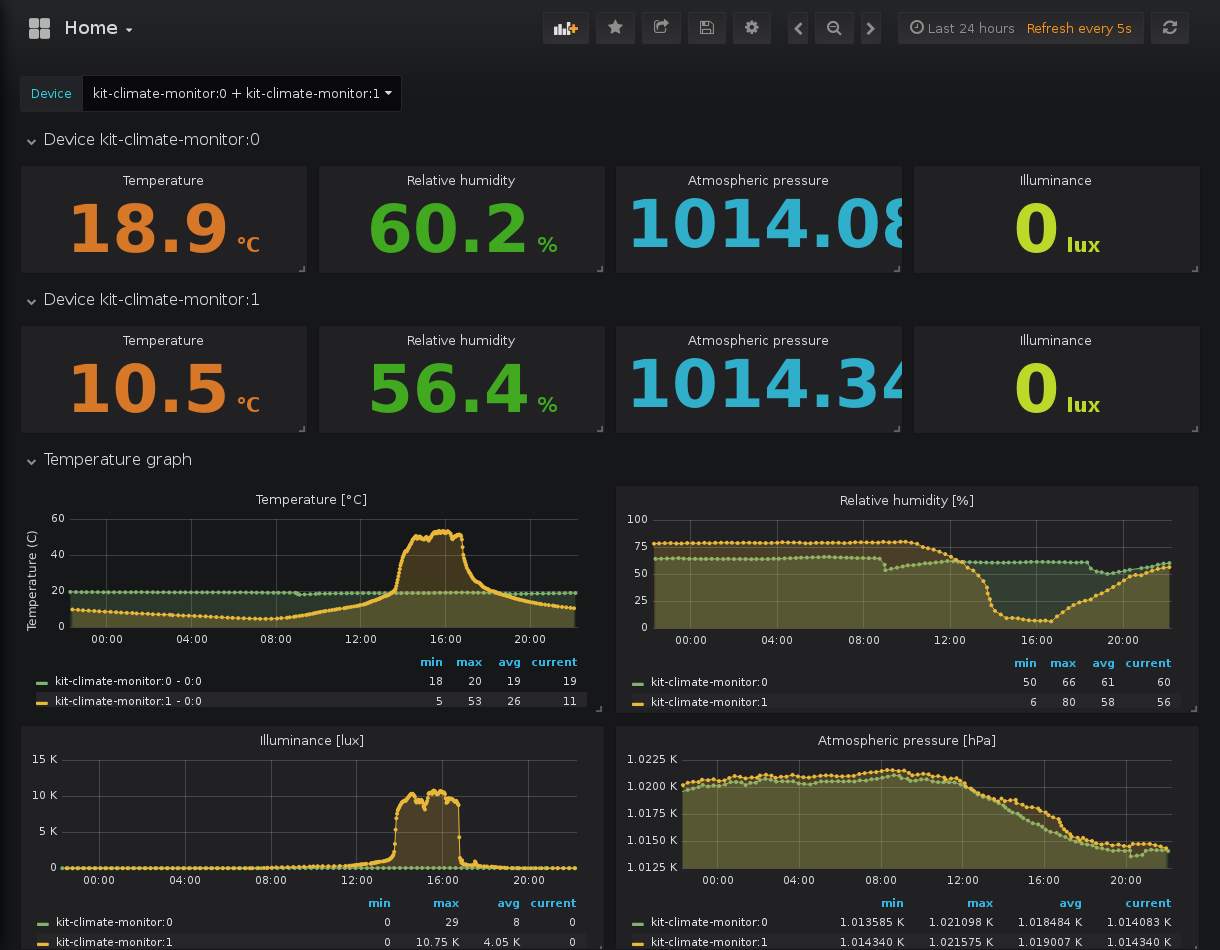 Home
Last 24 hours Refresh every 5s
Device kit-climate-monitor:0 + kit-climate-monitor:1
Device kit-climate-monitor:0
Temperature Relative humidity Atmospheric pressure Illuminance
18.9 °C 60.2 % 1014.08 0 lux
Device kit-climate-monitor:1
Temperature Relative humidity Atmospheric pressure Illuminance
10.5 °C 56.4 % 1014.34 0 lux
Temperature graph
Temperature [°C]
Temperature (C)
60
40
20
0
00:00 04:00 08:00 12:00 16:00 20:00
min max avg current
kit-climate-monitor:0 - 0:0 18 20 19 19
kit-climate-monitor:1 - 0:0 5 53 26 11
Relative humidity [%]
100
75
50
25
0
00:00 04:00 08:00 12:00 16:00 20:00
min max avg current
kit-climate-monitor:0 50 66 61 60
kit-climate-monitor:1 6 80 58 56
Illuminance [lux]
15 K
10 K
5 K
0
00:00 04:00 08:00 12:00 16:00 20:00
min max avg current
kit-climate-monitor:0 0 29 8 0
kit-climate-monitor:1 0 10.75 K 4.05 K 0
Atmospheric pressure [hPa]
1.0225 K
1.0200 K
1.0175 K
1.0150 K
1.0125 K
00:00 04:00 08:00 12:00 16:00 20:00
min max avg current
kit-climate-monitor:0 1.013585 K 1.021098 K 1.018484 K 1.014083 K
kit-climate-monitor:1 1.014340 K 1.021575 K 1.019007 K 1.014340 K